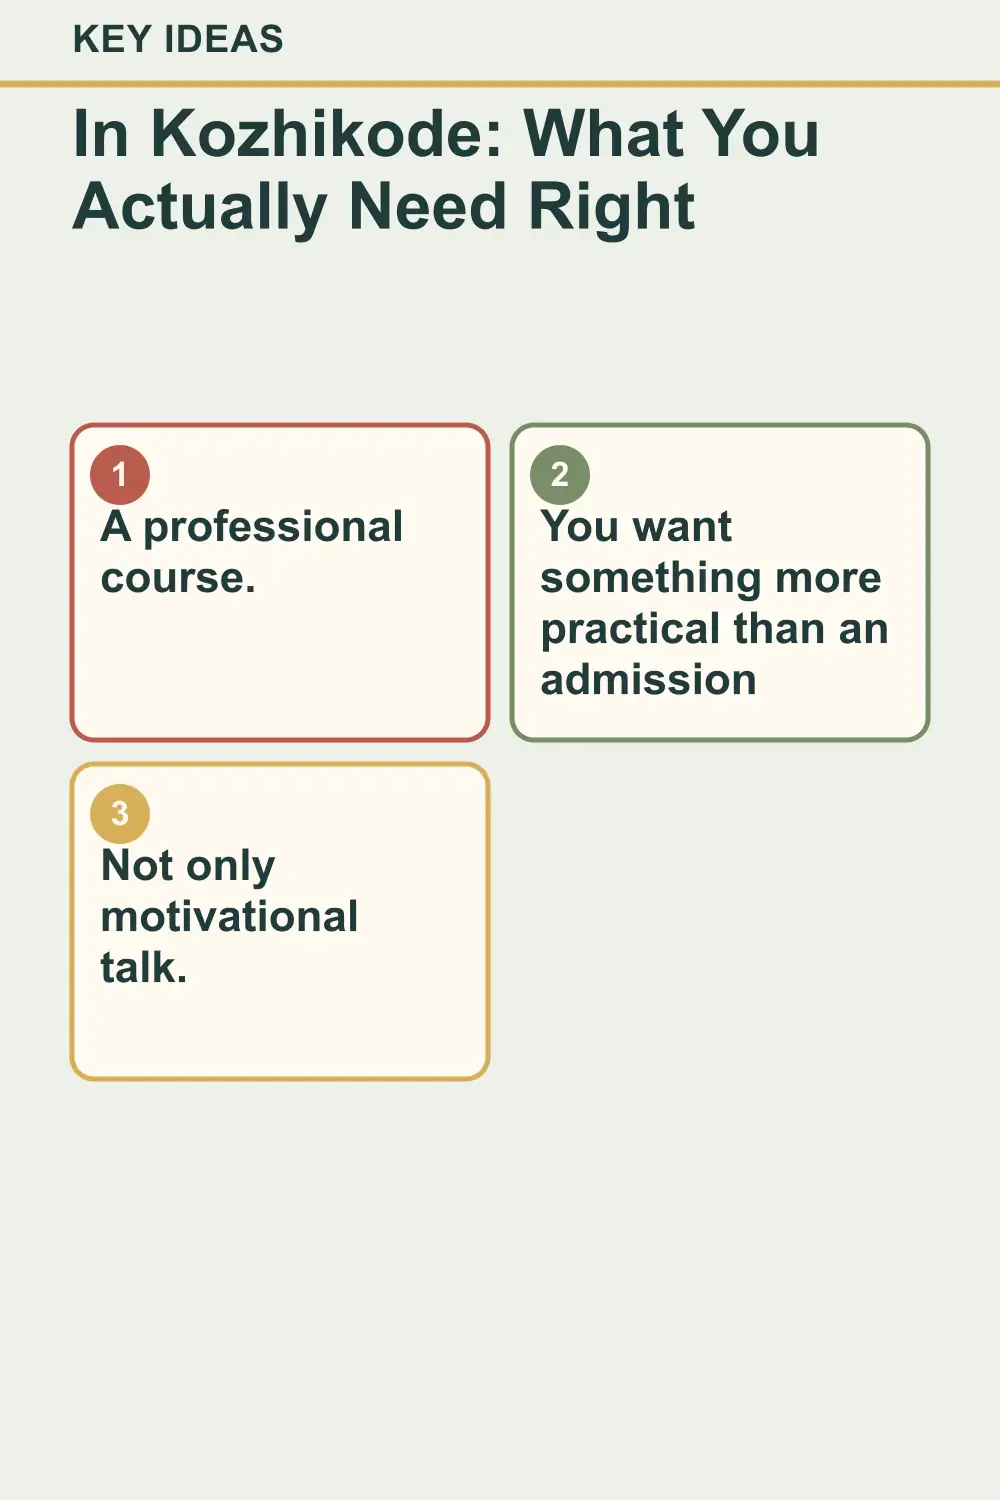 KEY IDEAS
In Kozhikode: What You
Actually Need Right
1
A professional
course.
2
You want
something more
practical than an
admission
3
Not only
motivational
talk.